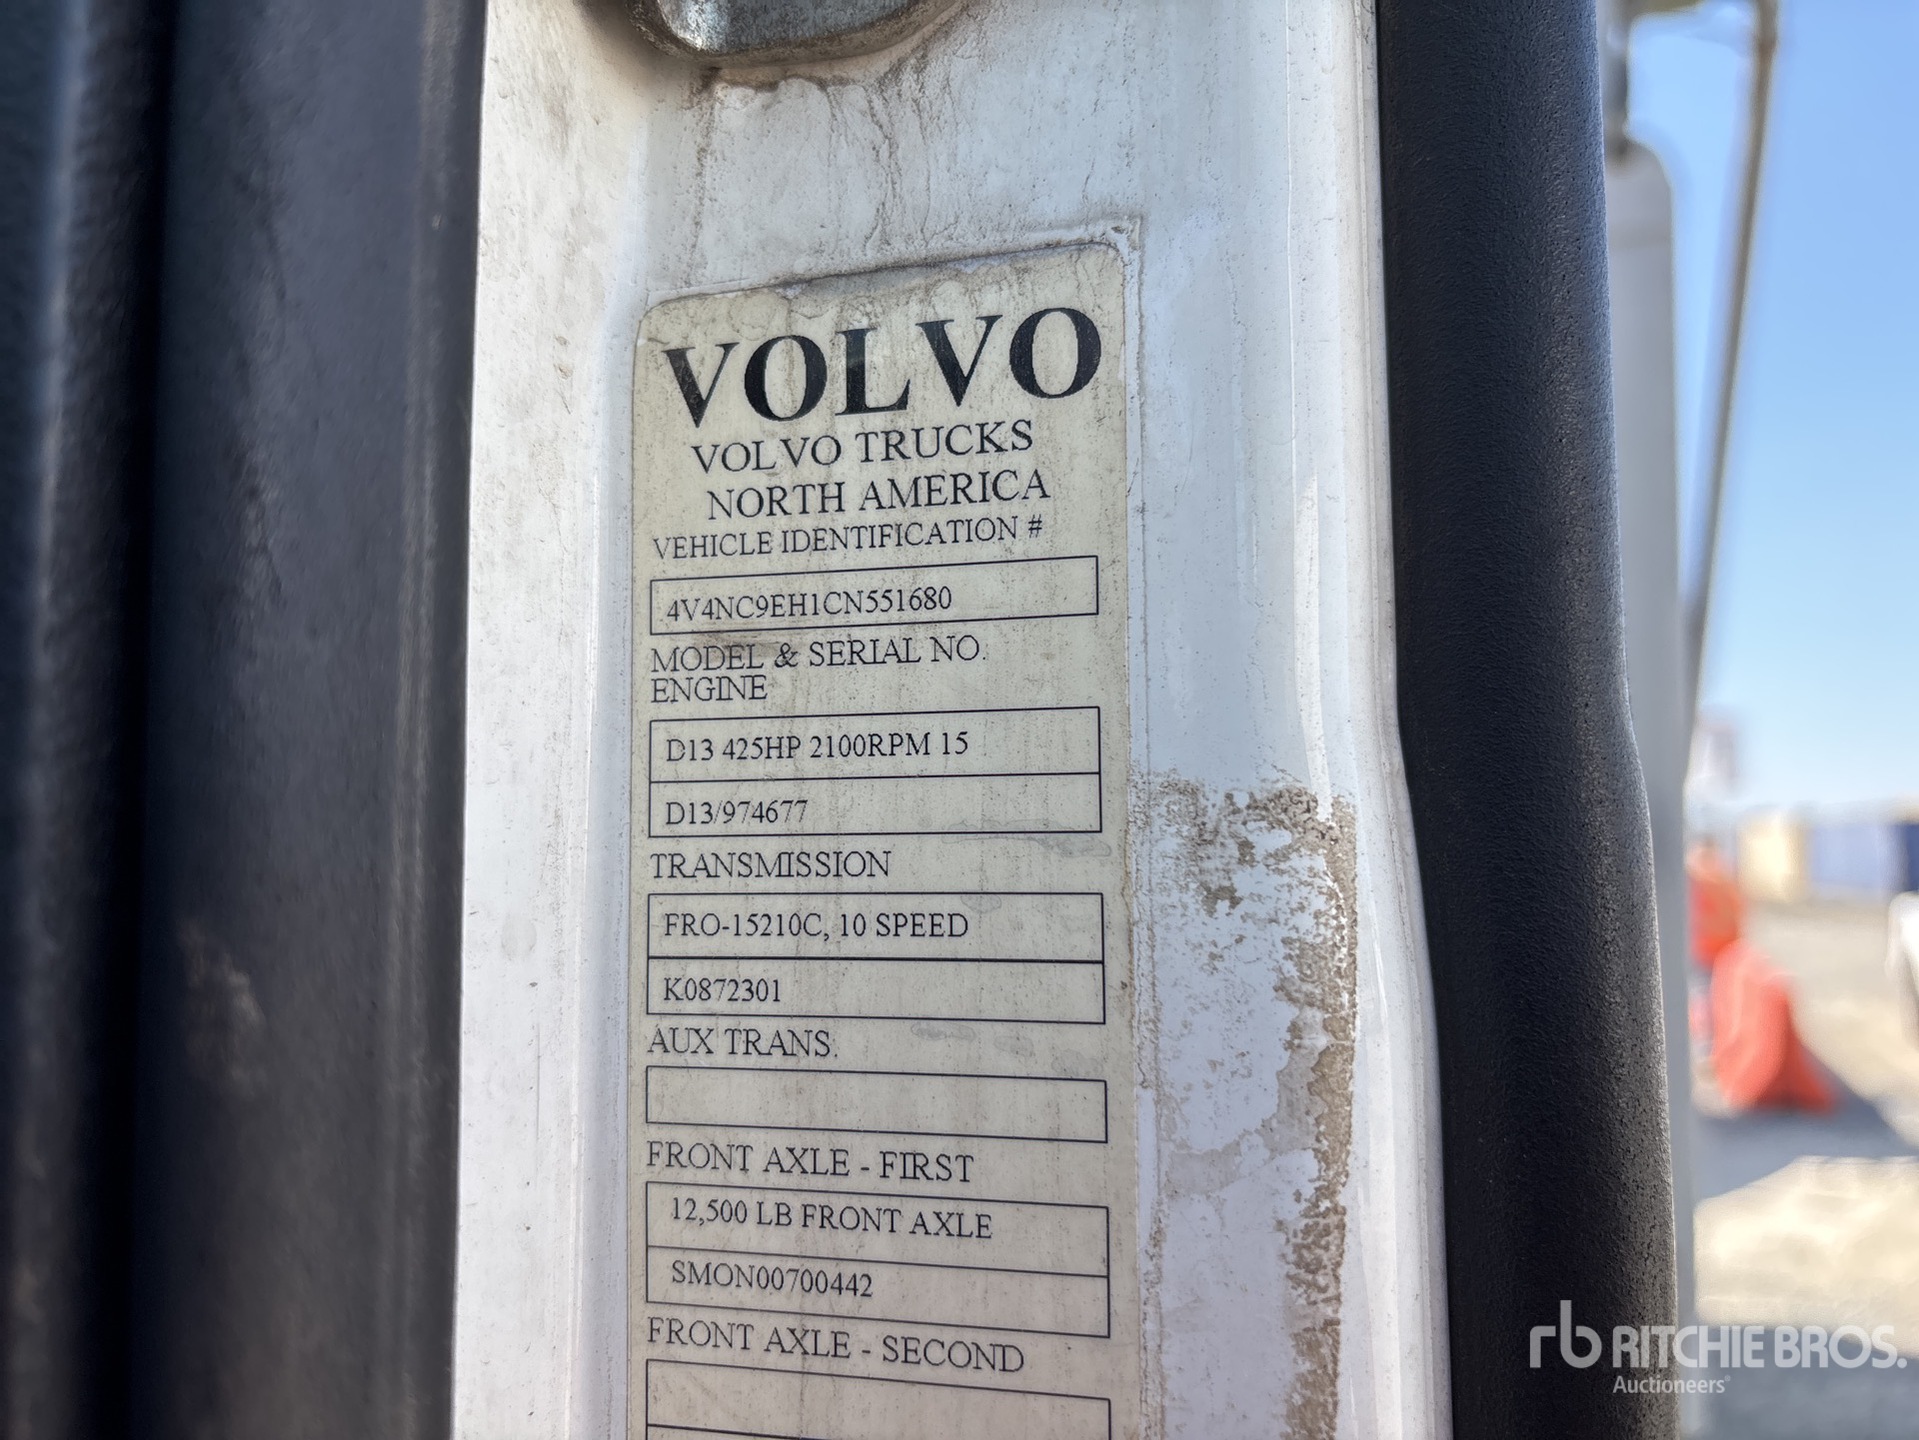 VOLVO
VOLVO TRUCKS
NORTH AMERICA
VEHICLE IDENTIFICATION #
4V4NC9EH1CN551680
MODEL & SERIAL NO.
ENGINE
D13 425HP 2100RPM 15
D13/974677
TRANSMISSION
FRO-15210C, 10 SPEED
K0872301
AUX TRANS.
FRONT AXLE - FIRST
12,500 LB FRONT AXLE
SMON00700442
FRONT AXLE - SECOND
rb RITCHIE BROS.
Auctioneers